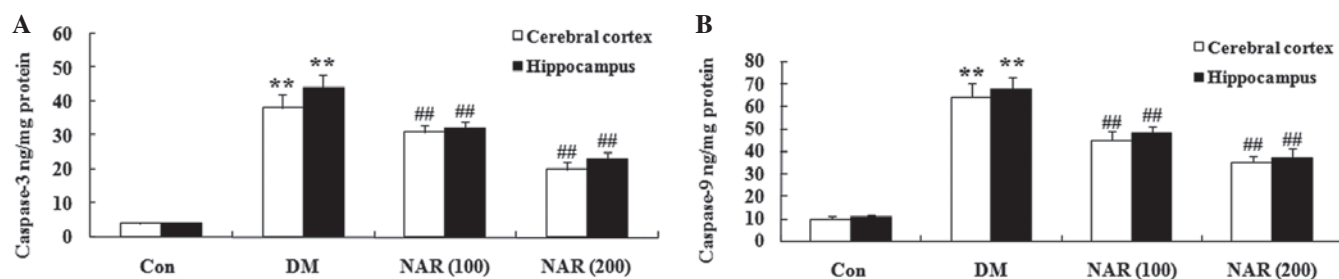 A
Caspase-3 ng/mg protein
60
50
40
30
20
10
0
Cerebral cortex
Hippocampus
** **
## ##
## ##
Con DM NAR (100) NAR (200)
B
Caspase-9 ng/mg protein
80
70
60
50
40
30
20
10
0
Cerebral cortex
Hippocampus
** **
## ##
## ##
Con DM NAR (100) NAR (200)